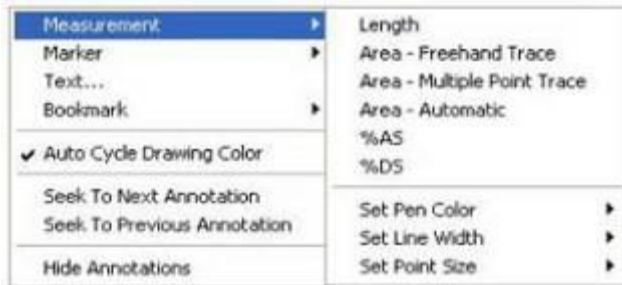 Measurement
Marker
Text...
Bookmark
Auto Cycle Drawing Color
Seek To Next Annotation
Seek To Previous Annotation
Hide Annotations
Length
Area - Freehand Trace
Area - Multiple Point Trace
Area - Automatic
%AS
%DS
Set Pen Color
Set Line Width
Set Point Size